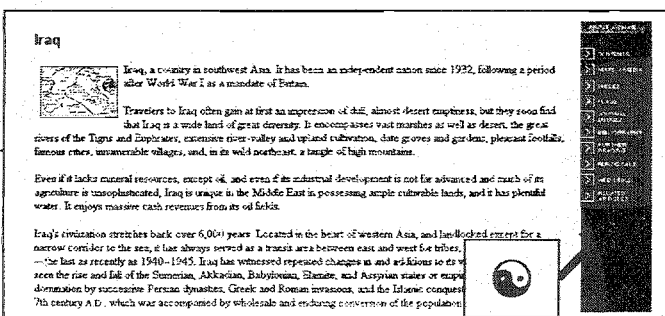 Iraq
Iraq, a country in southwest Asia. It has been an independent nation since 1932, following a period
after World War I as a mandate of Britain.
Travelers to Iraq often gain at first an impression of dull, almost desert emptiness, but they soon find
that Iraq is a wide land of great diversity. It encompasses vast marshes as well as desert, the great
rivers of the Tigris and Euphrates, extensive river-valley and upland cultivation, date groves and gardens, pleasant foothills,
famous cities, innumerable villages, and, in its wild northeast, a tangle of high mountains.
Even if it lacks mineral resources, except oil, and even if its industrial development is not far advanced and much of its
agriculture is unsophisticated, Iraq is unique in the Middle East in possessing ample cultivable lands, and it has plentiful
water. It enjoys massive cash revenues from its oil fields.
Iraq's civilization stretches back over 6,000 years. Located in the heart of western Asia, and landlocked except for a
narrow corridor to the sea, it has always served as a transit area between east and west for tribes,
—the last as recently as 1940–1945. Iraq has witnessed repeated changes in and additions to its
seen the rise and fall of the Sumerian, Akkadian, Babylonian, Elamite, and Assyrian states or
domination by successive Persian dynasties, Greek and Roman invasions, and the Islamic conquest
7th century A.D., which was accompanied by wholesale and enduring conversion of the population